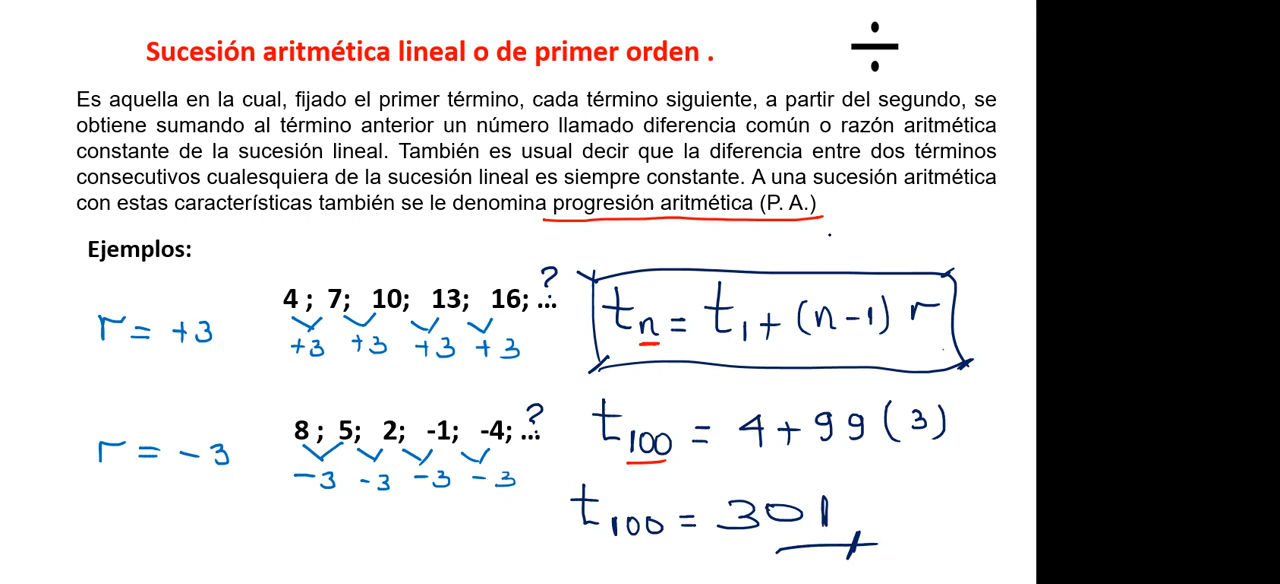 Sucesión aritmética lineal o de primer orden .
÷
Es aquella en la cual, fijado el primer término, cada término siguiente, a partir del segundo, se
obtiene sumando al término anterior un número llamado diferencia común o razón aritmética
constante de la sucesión lineal. También es usual decir que la diferencia entre dos términos
consecutivos cualesquiera de la sucesión lineal es siempre constante. A una sucesión aritmética
con estas características también se le denomina progresión aritmética (P. A.)
Ejemplos:
4 ; 7; 10; 13; 16; ...?
r = +3
+3 +3 +3 +3
tn = t1 + (n-1) r
8 ; 5; 2; -1; -4; ...?
r = -3
-3 -3 -3 -3
t100 = 4 + 99 (3)
t100 = 301